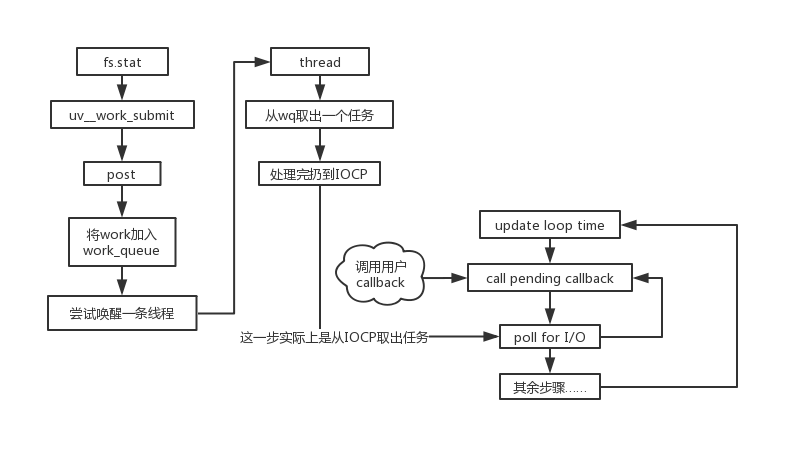 fs.stat
uv__work_submit
post
将work加入
work_queue
尝试唤醒一条线程
thread
从wq取出一个任务
处理完扔到IOCP
这一步实际上是从IOCP取出任务
调用用户
callback
update loop time
call pending callback
poll for I/O
其余步骤……